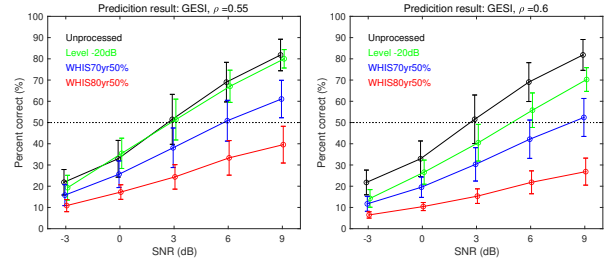 Predicition result: GESI, ρ =0.55
Unprocessed
Level -20dB
WHIS70yr50%
WHIS80yr50%
Percent correct (%)
100
90
80
70
60
50
40
30
20
10
0
-3 0 3 6 9
SNR (dB)
Predicition result: GESI, ρ =0.6
Unprocessed
Level -20dB
WHIS70yr50%
WHIS80yr50%
Percent correct (%)
100
90
80
70
60
50
40
30
20
10
0
-3 0 3 6 9
SNR (dB)